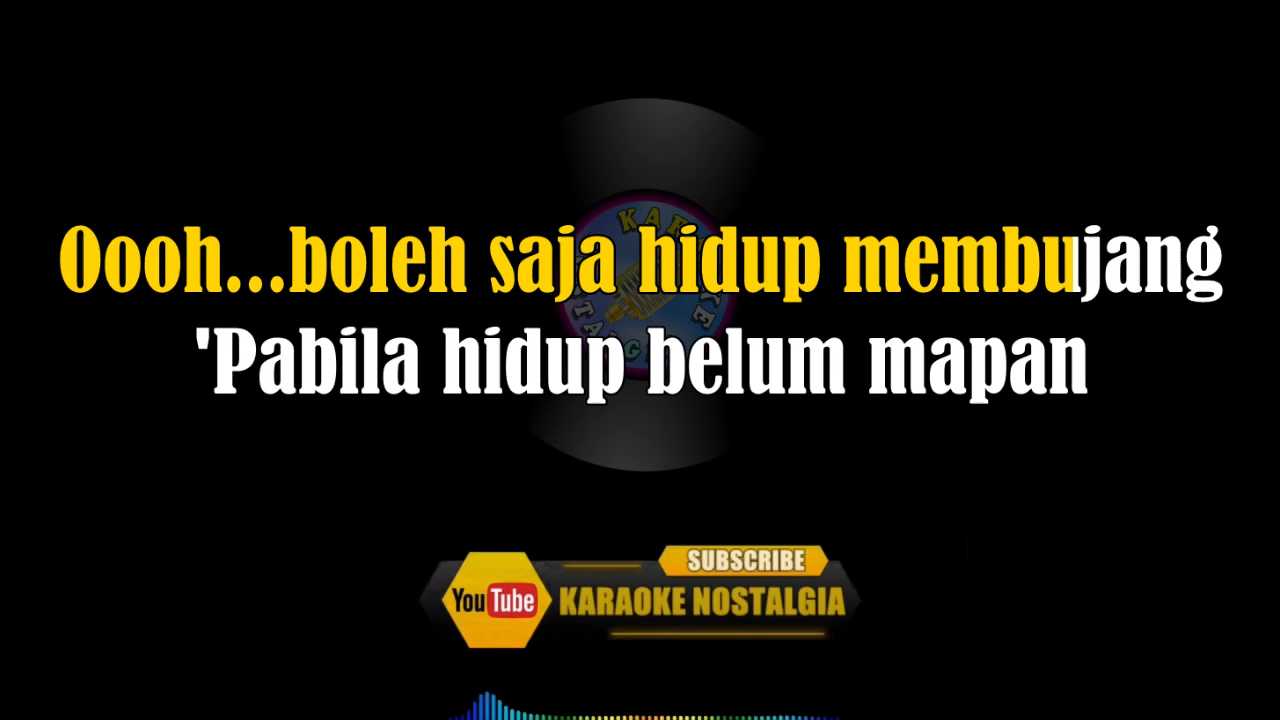 Oooh...boleh saja hidup membujang
'Pabila hidup belum mapan
SUBSCRIBE
YouTube KARAOKE NOSTALGIA